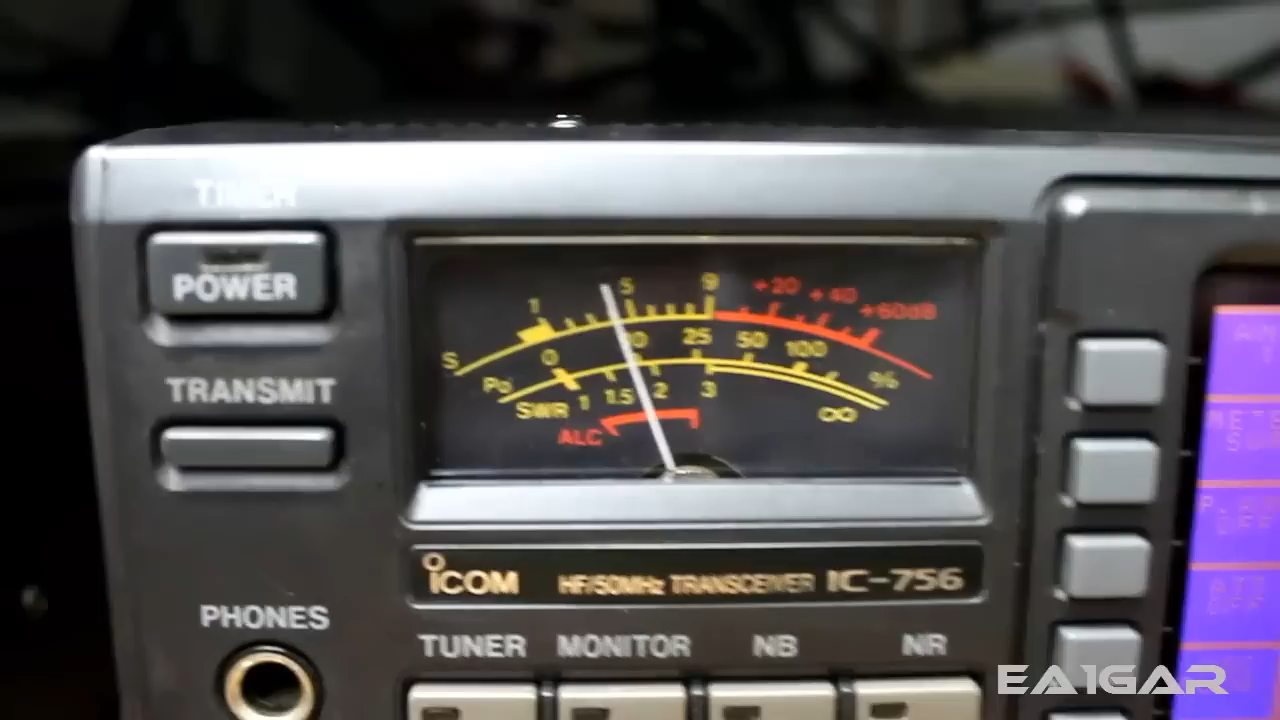 TIMER
POWER
TRANSMIT
PHONES
S 1 5 9 +20 +40 +60dB
Po 0 10 25 50 100 %
SWR 1 1.5 2 3 ∞
ALC
ICOM HF/50MHz TRANSCEIVER IC-756
TUNER MONITOR NB NR
EA1GAR